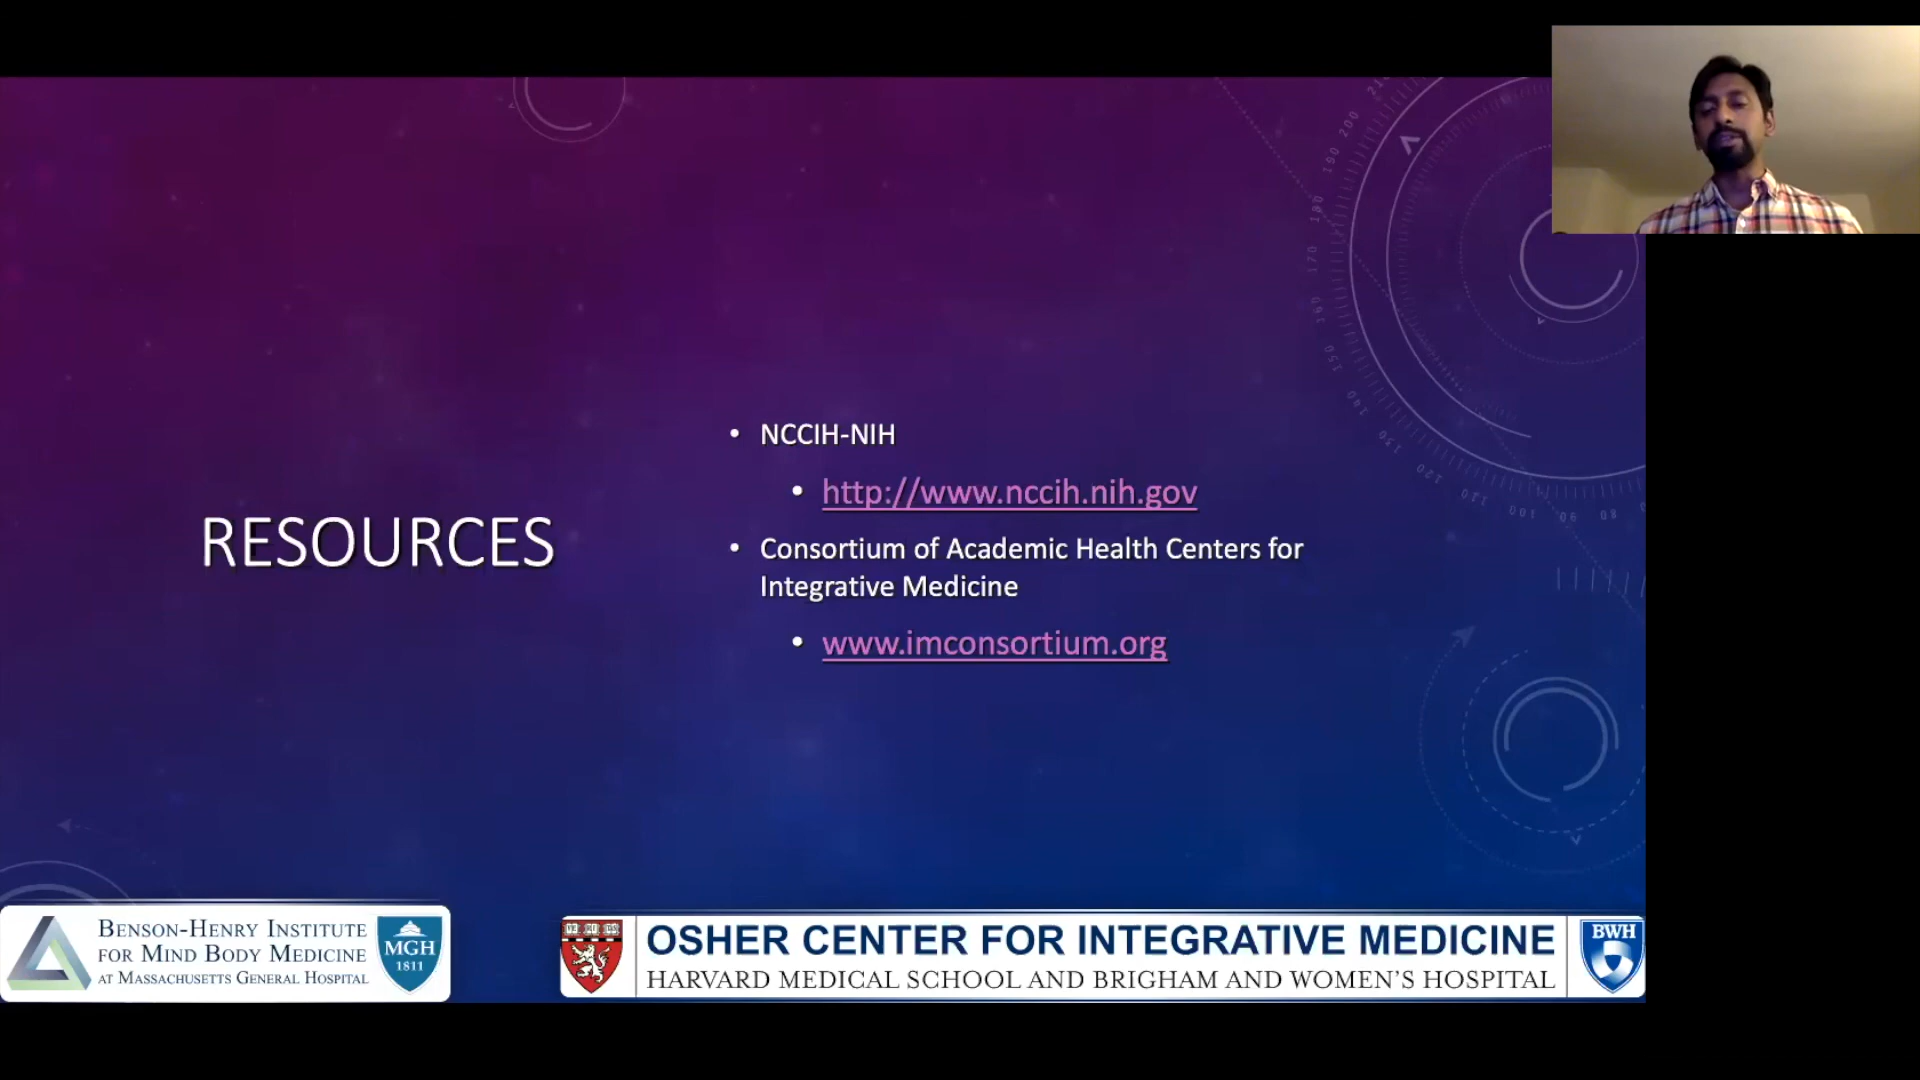 RESOURCES
• NCCIH-NIH
• http://www.nccih.nih.gov
• Consortium of Academic Health Centers for
Integrative Medicine
• www.imconsortium.org
BENSON-HENRY INSTITUTE
FOR MIND BODY MEDICINE
AT MASSACHUSETTS GENERAL HOSPITAL
MGH
1811
OSHER CENTER FOR INTEGRATIVE MEDICINE
HARVARD MEDICAL SCHOOL AND BRIGHAM AND WOMEN'S HOSPITAL
BWH